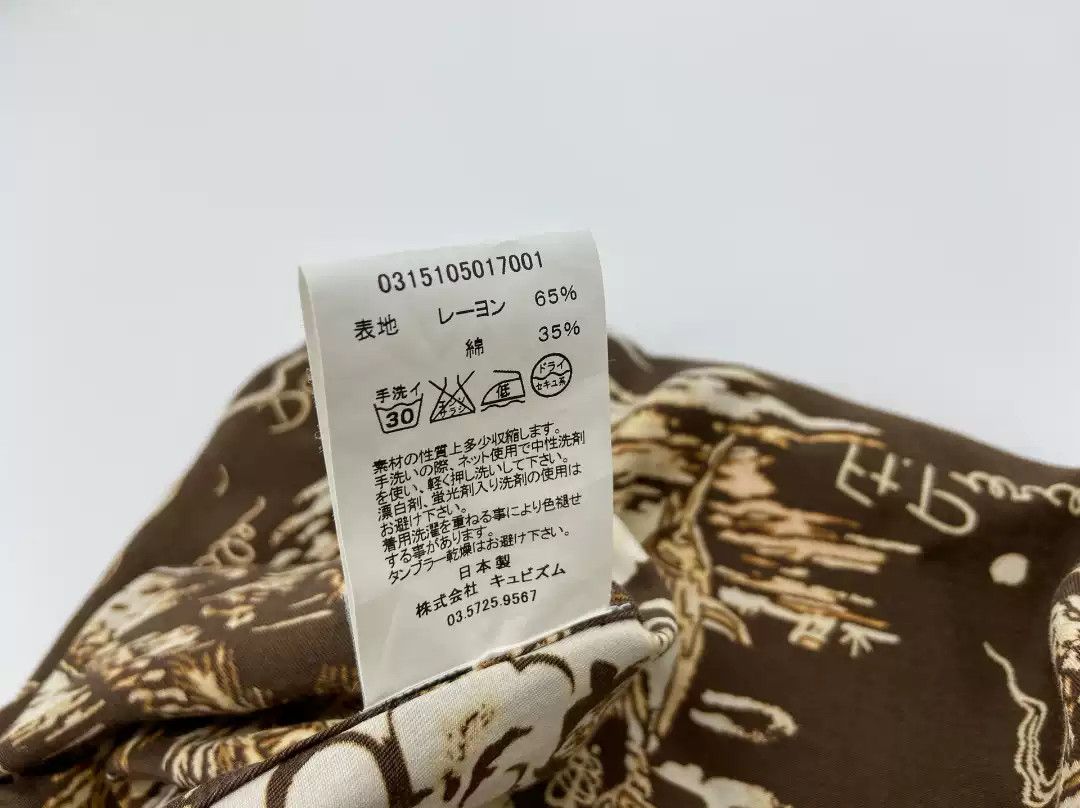 0315105017001
表地 レーヨン 65%
綿 35%
手洗イ
30
エンソ
サラシ
低
ドライ
セキユ系
素材の性質上多少収縮します。
手洗いの際、ネット使用で中性洗剤
を使い、軽く押し洗いして下さい。
漂白剤、蛍光剤入り洗剤の使用は
お避け下さい。
着用洗濯を重ねる事により色褪せ
する事があります。
タンブラー乾燥はお避け下さい。
日本製
株式会社 キュビズム
03.5725.9567